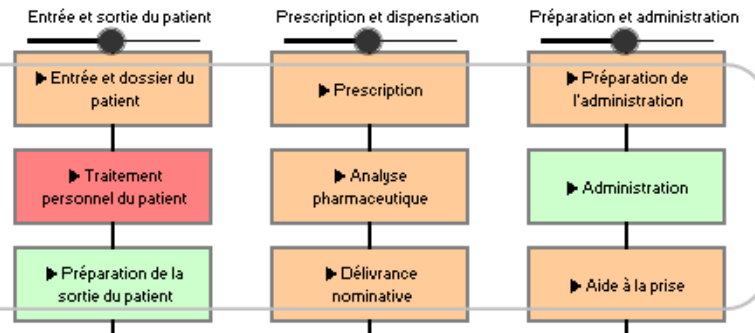 Entrée et sortie du patient
▶ Entrée et dossier du
patient
▶ Traitement
personnel du patient
▶ Préparation de la
sortie du patient
Prescription et dispensation
▶ Prescription
▶ Analyse
pharmaceutique
▶ Délivrance
nominative
Préparation et administration
▶ Préparation de
l'administration
▶ Administration
▶ Aide à la prise